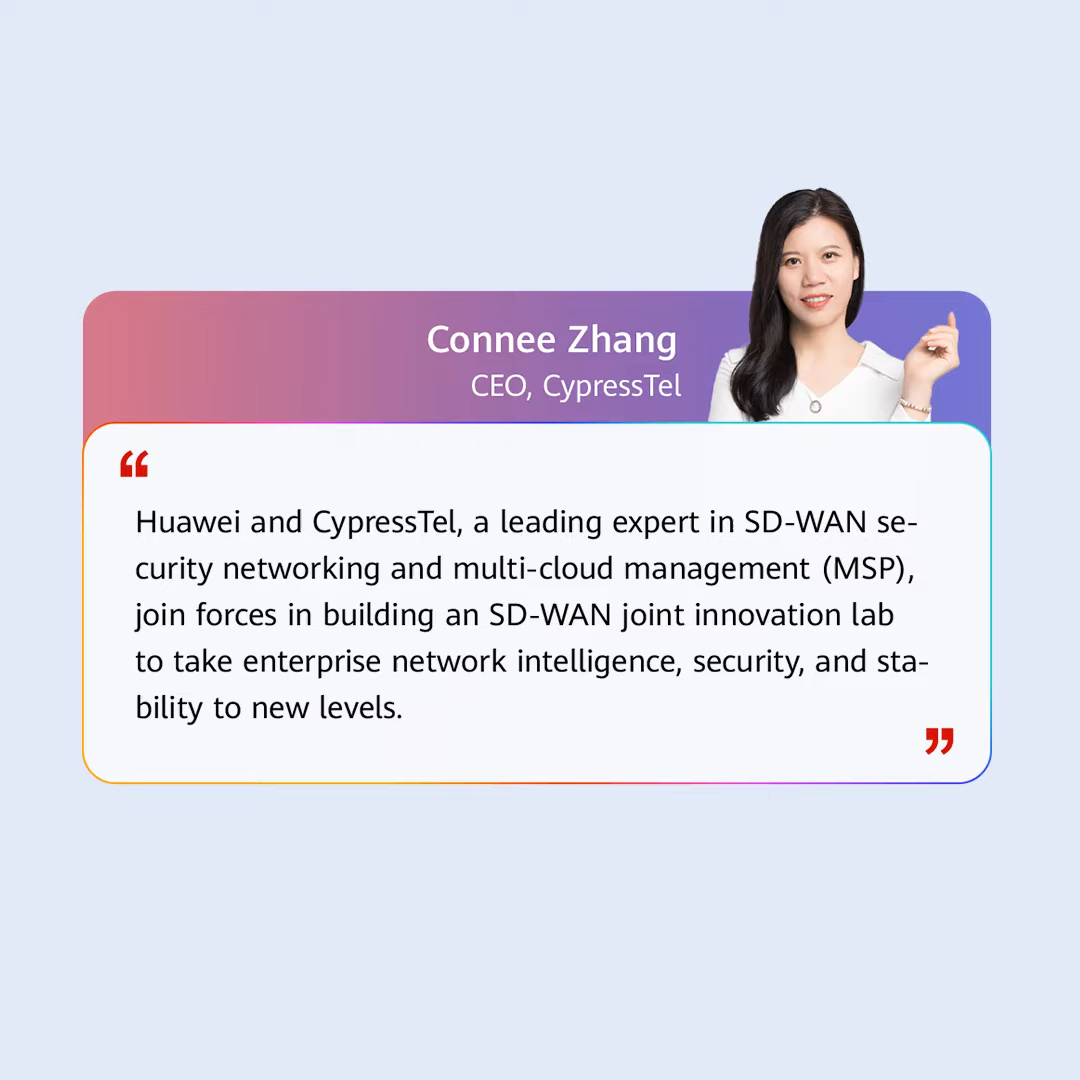 Connee Zhang
CEO, CypressTel
“
Huawei and CypressTel, a leading expert in SD-WAN se-
curity networking and multi-cloud management (MSP),
join forces in building an SD-WAN joint innovation lab
to take enterprise network intelligence, security, and sta-
bility to new levels.
”